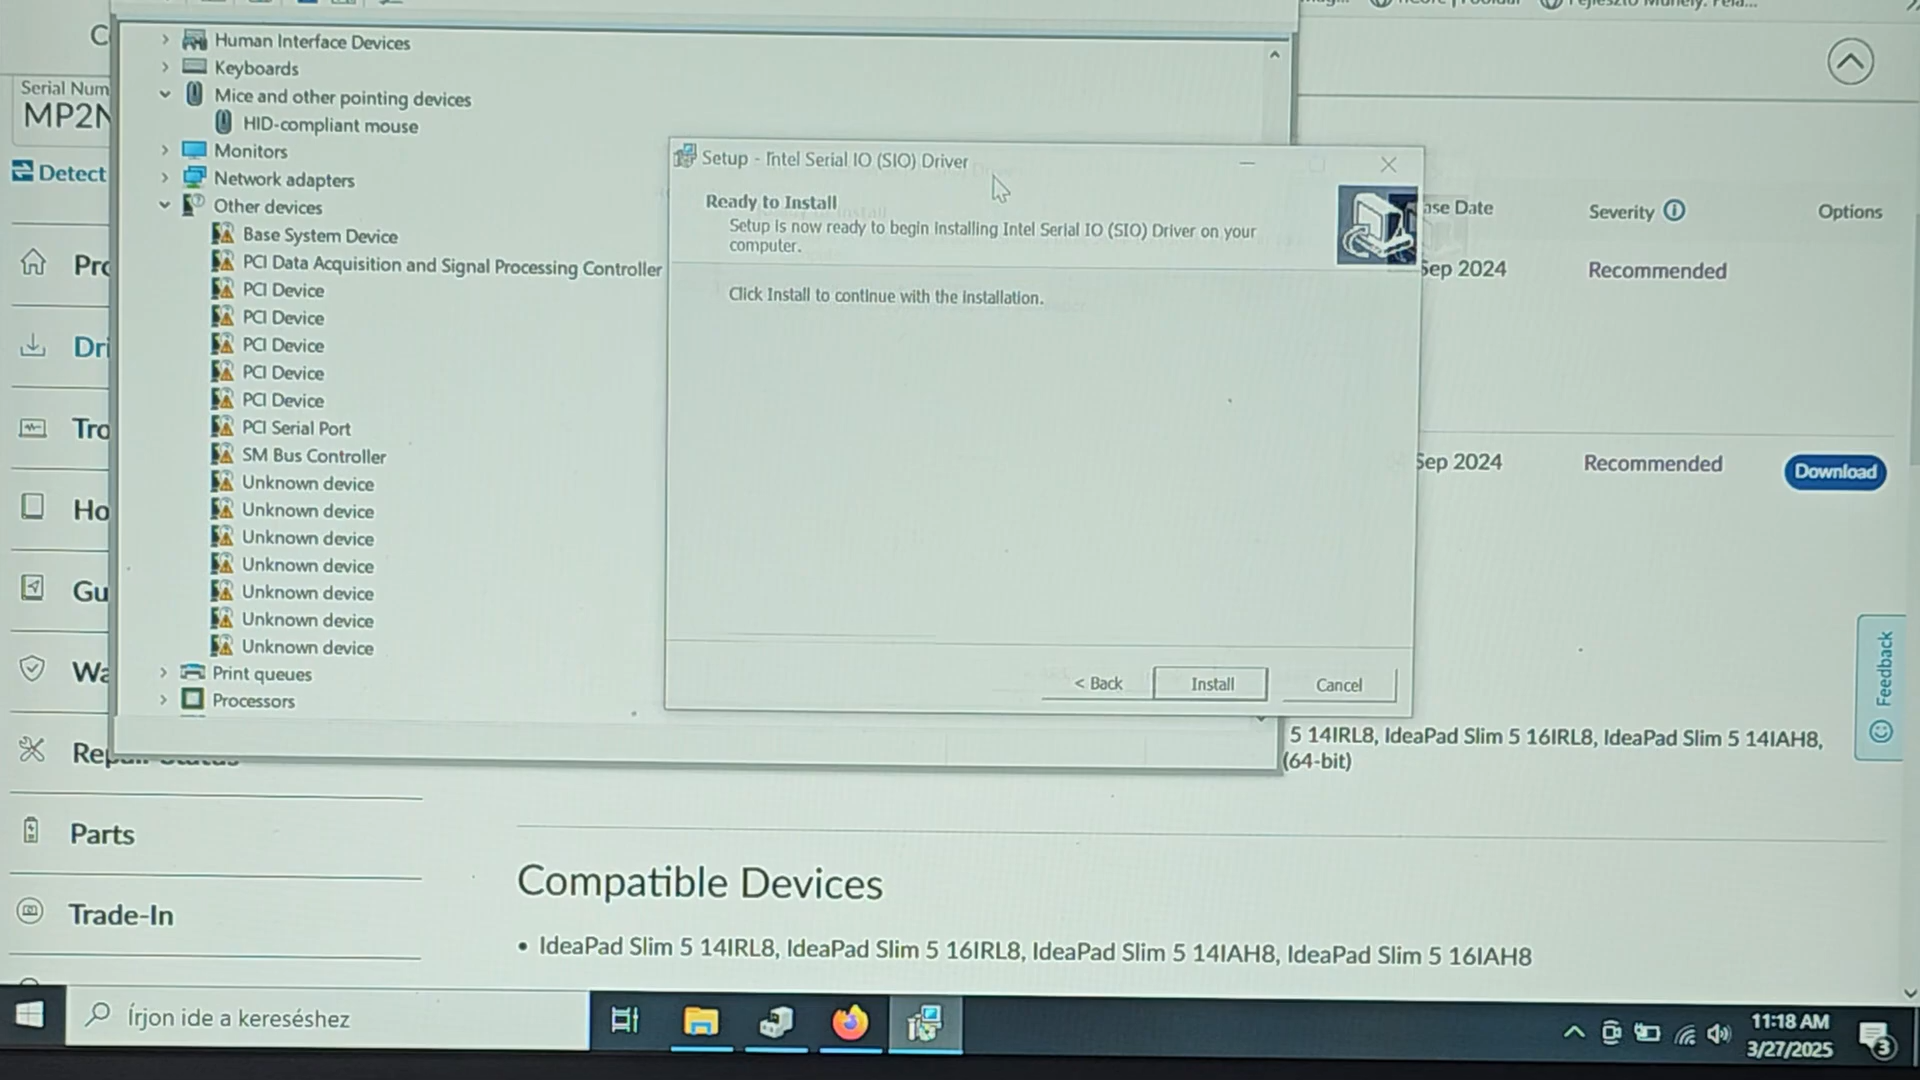 Human Interface Devices
Keyboards
Mice and other pointing devices
HID-compliant mouse
Monitors
Network adapters
Other devices
Base System Device
PCI Data Acquisition and Signal Processing Controller
PCI Device
PCI Device
PCI Device
PCI Device
PCI Device
PCI Serial Port
SM Bus Controller
Unknown device
Unknown device
Unknown device
Unknown device
Unknown device
Unknown device
Unknown device
Print queues
Processors
Serial Num
MP2N
Detect
Pro
Dri
Tro
Ho
Gu
Wa
Parts
Trade-In
Setup - Intel Serial IO (SIO) Driver
Ready to Install
Setup is now ready to begin installing Intel Serial IO (SIO) Driver on your
computer.
Click Install to continue with the installation.
< Back Install Cancel
ase Date Severity Options
Sep 2024 Recommended
Sep 2024 Recommended Download
Feedback
5 14IRL8, IdeaPad Slim 5 16IRL8, IdeaPad Slim 5 14IAH8,
(64-bit)
Compatible Devices
• IdeaPad Slim 5 14IRL8, IdeaPad Slim 5 16IRL8, IdeaPad Slim 5 14IAH8, IdeaPad Slim 5 16IAH8
Írjon ide a kereséshez
11:18 AM
3/27/2025
3